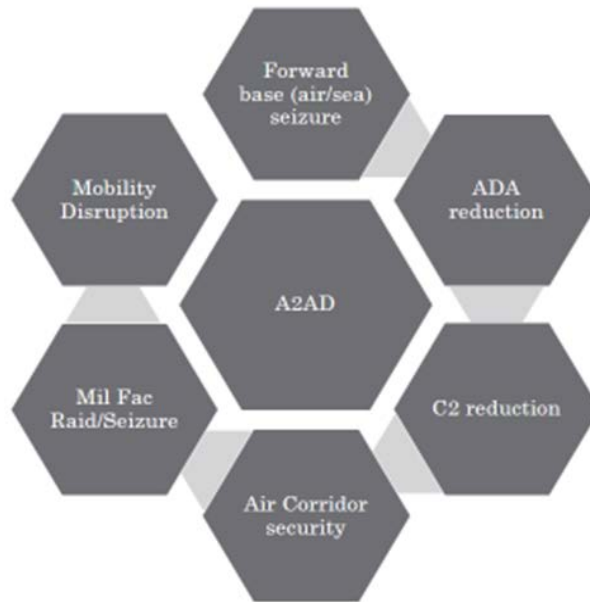 Forward
base (air/sea)
seizure
ADA
reduction
C2 reduction
Air Corridor
security
Mil Fac
Raid/Seizure
Mobility
Disruption
A2AD